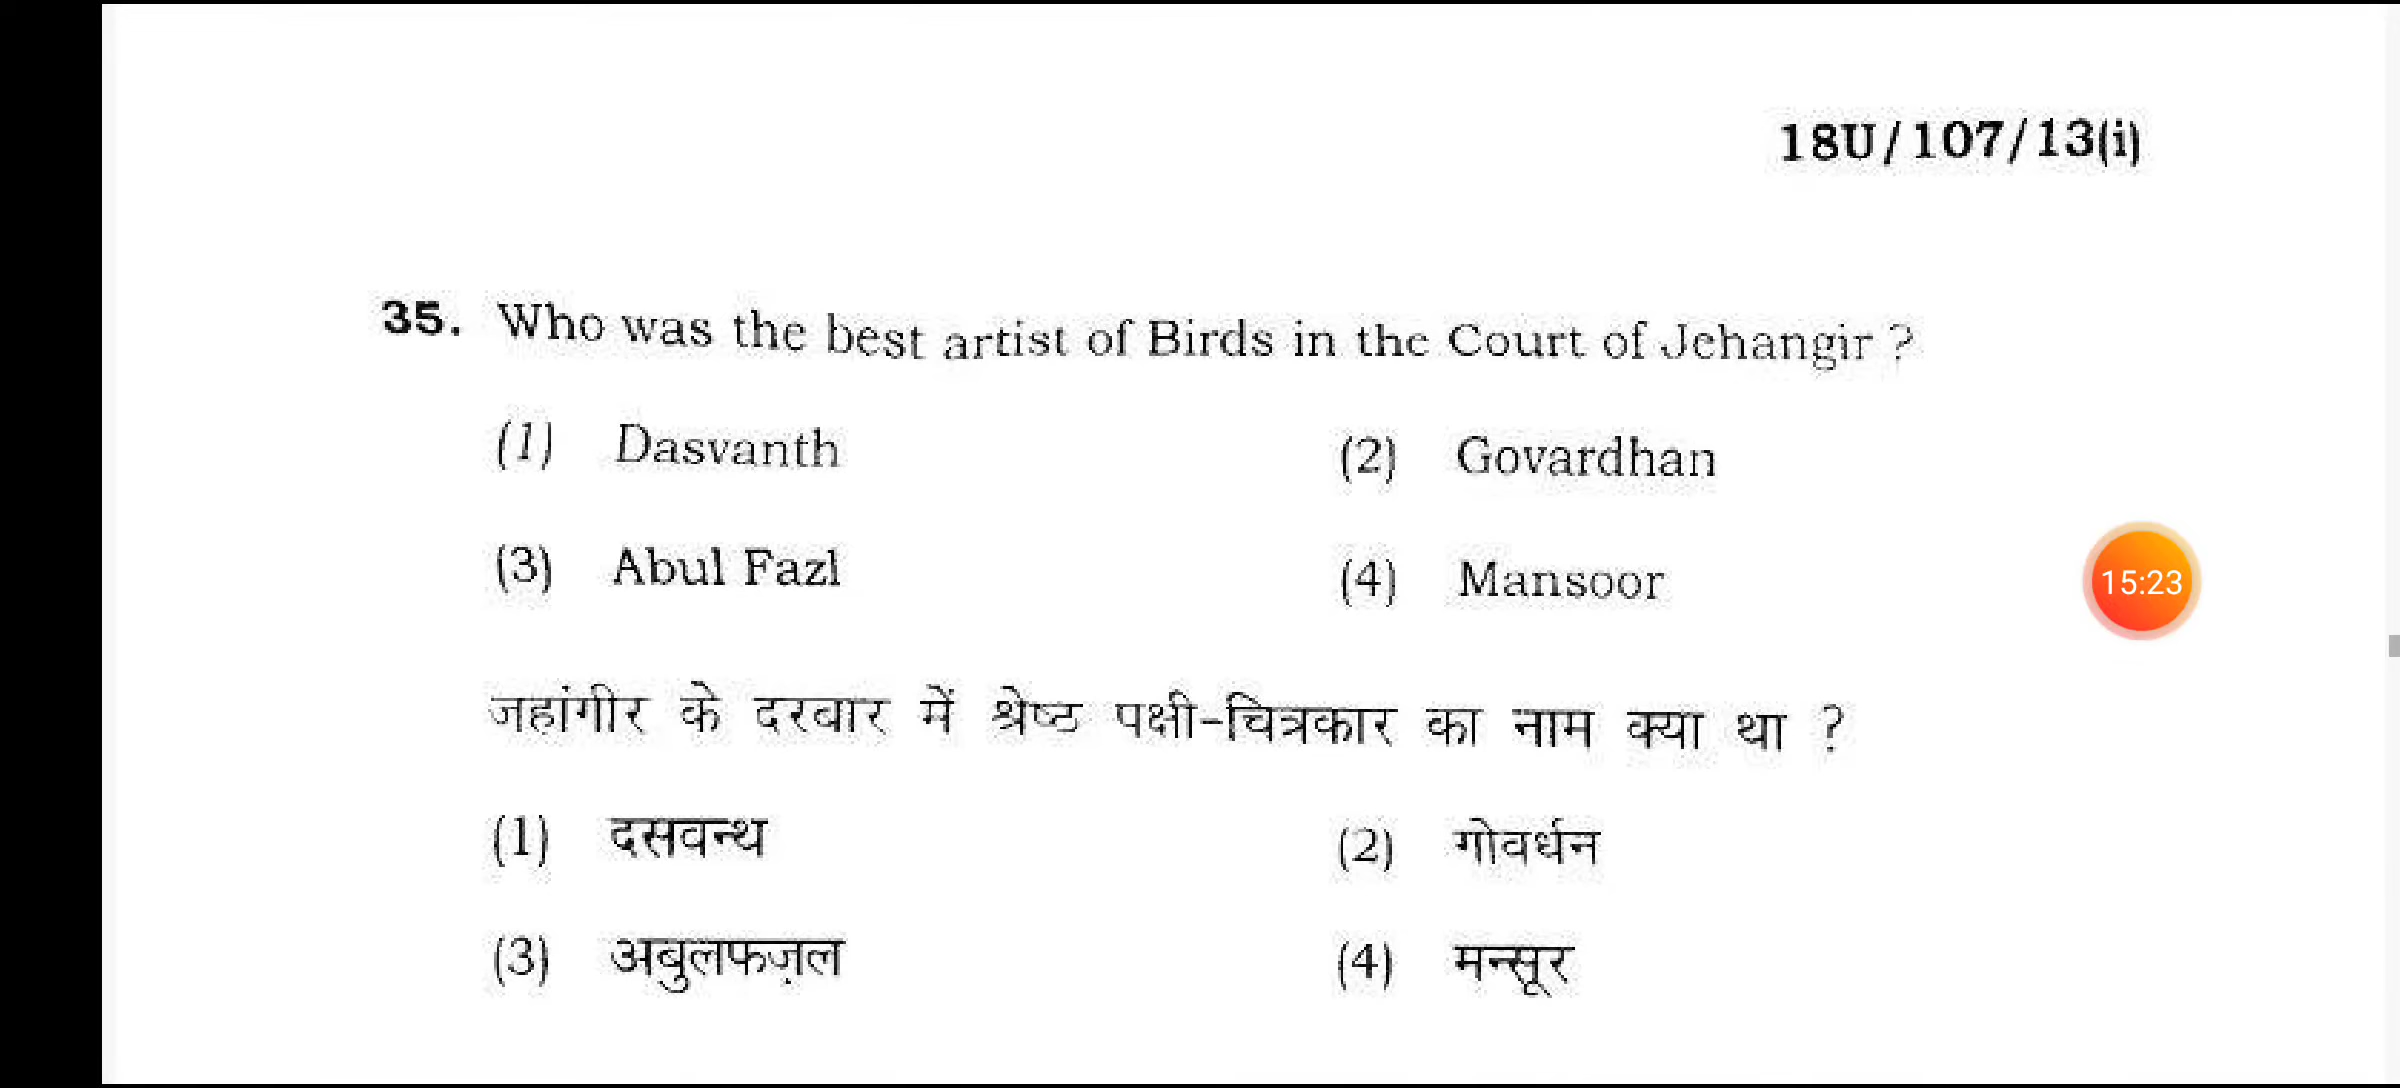 18U/107/13(i)
35. Who was the best artist of Birds in the Court of Jehangir ?
(1) Dasvanth (2) Govardhan
(3) Abul Fazl (4) Mansoor
15:23
जहांगीर के दरबार में श्रेष्ठ पक्षी-चित्रकार का नाम क्या था ?
(1) दसवन्थ (2) गोवर्धन
(3) अबुलफज़ल (4) मन्सूर